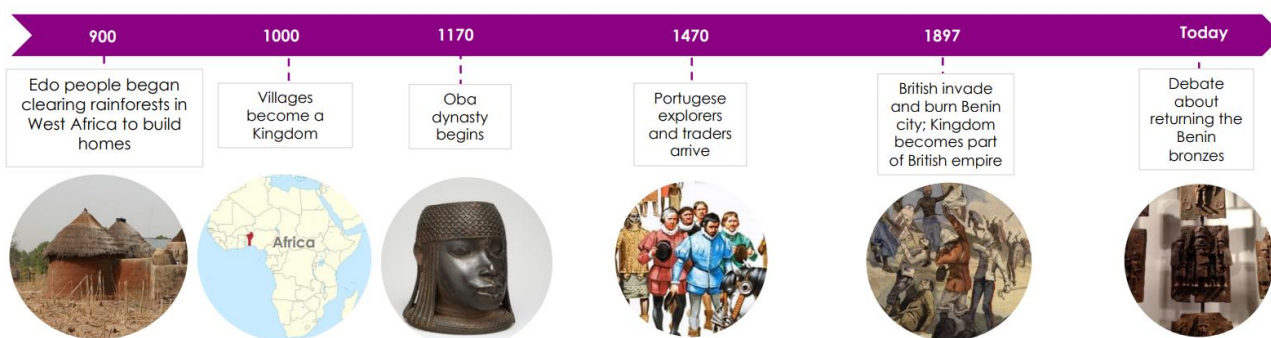 900
1000
1170
1470
1897
Today
Edo people began
clearing rainforests in
West Africa to build
homes
Villages
become a
Kingdom
Oba
dynasty
begins
Portugese
explorers
and traders
arrive
British invade
and burn Benin
city; Kingdom
becomes part
of British empire
Debate
about
returning the
Benin
bronzes
Africa